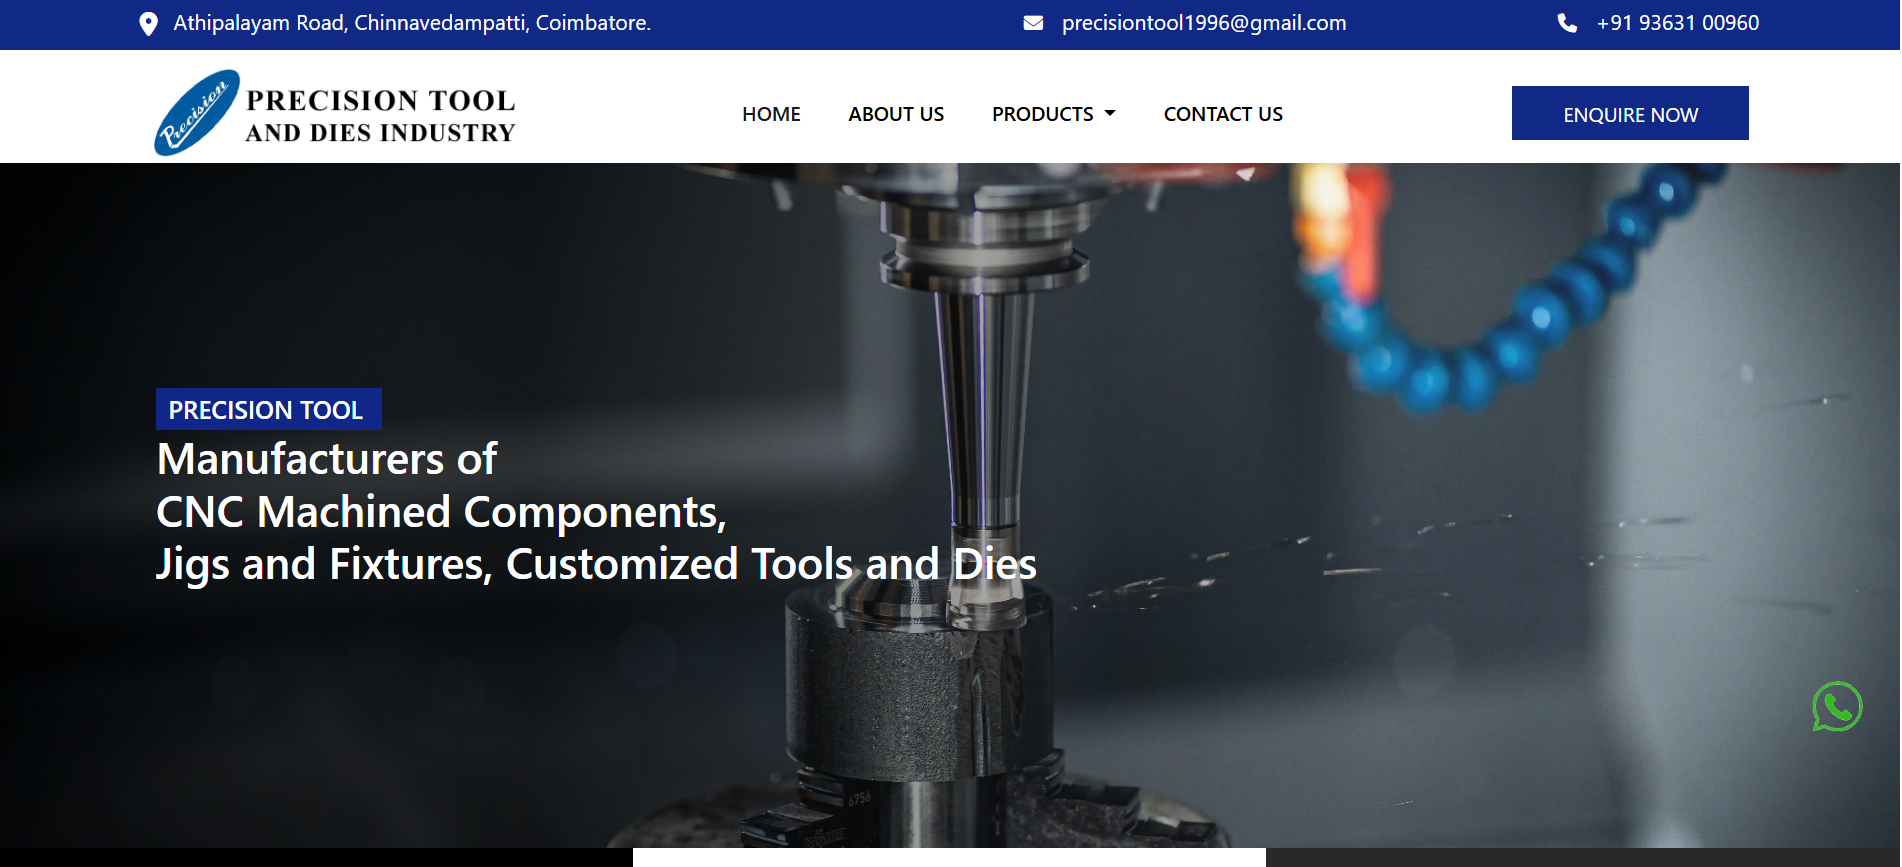 Athipalayam Road, Chinnavedampatti, Coimbatore.
precisiontool1996@gmail.com
+91 93631 00960
Precision
PRECISION TOOL
AND DIES INDUSTRY
HOME
ABOUT US
PRODUCTS
CONTACT US
ENQUIRE NOW
PRECISION TOOL
Manufacturers of
CNC Machined Components,
Jigs and Fixtures, Customized Tools and Dies
6756